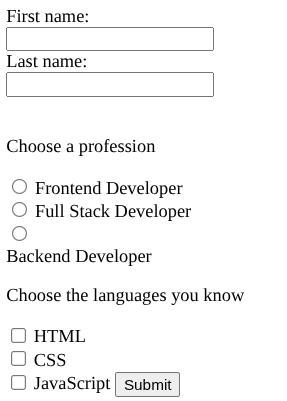 First name:
Last name:
Choose a profession
Frontend Developer
Full Stack Developer
Backend Developer
Choose the languages you know
HTML
CSS
JavaScript Submit